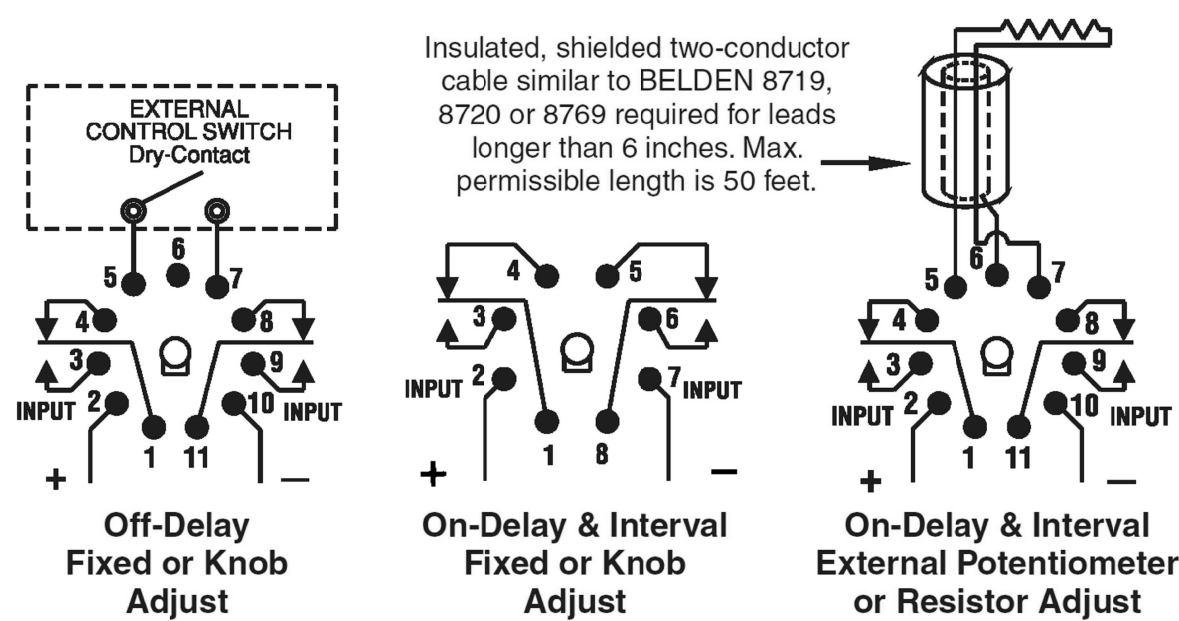 Insulated, shielded two-conductor
cable similar to BELDEN 8719,
8720 or 8769 required for leads
longer than 6 inches. Max.
permissible length is 50 feet.
EXTERNAL
CONTROL SWITCH
Dry-Contact
5 6 7
4 8
3 9
INPUT 2 10 INPUT
1 11
+ −
Off-Delay
Fixed or Knob
Adjust
4 5
3 6
INPUT 2 7 INPUT
1 8
+ −
On-Delay & Interval
Fixed or Knob
Adjust
5 6 7
4 8
3 9
INPUT 2 10 INPUT
1 11
+ −
On-Delay & Interval
External Potentiometer
or Resistor Adjust